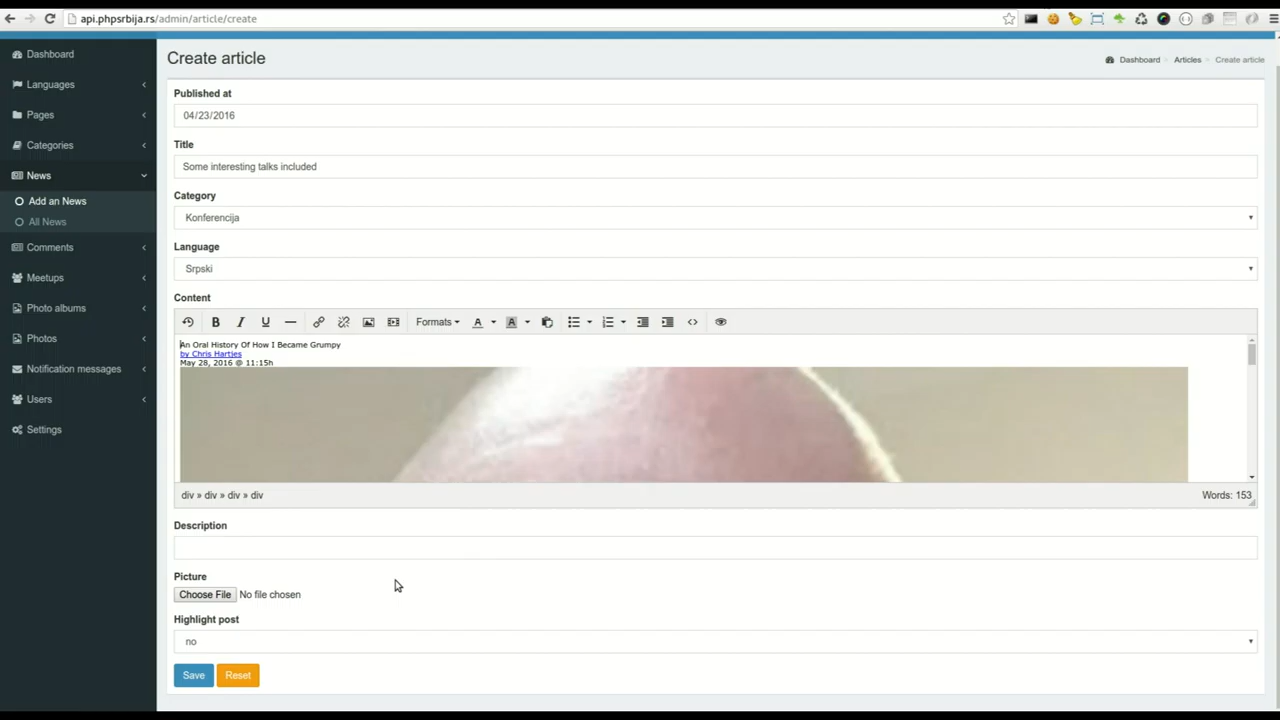 api.phpsrbija.rs/admin/article/create
Dashboard
Languages
Pages
Categories
News
Add an News
All News
Comments
Meetups
Photo albums
Photos
Notification messages
Users
Settings
Create article
Dashboard > Articles > Create article
Published at
04/23/2016
Title
Some interesting talks included
Category
Konferencija
Language
Srpski
Content
B I U Formats A A
An Oral History Of How I Became Grumpy
by Chris Hartjes
May 28, 2016 @ 11:15h
div » div » div » div
Words: 153
Description
Picture
Choose File No file chosen
Highlight post
no
Save Reset